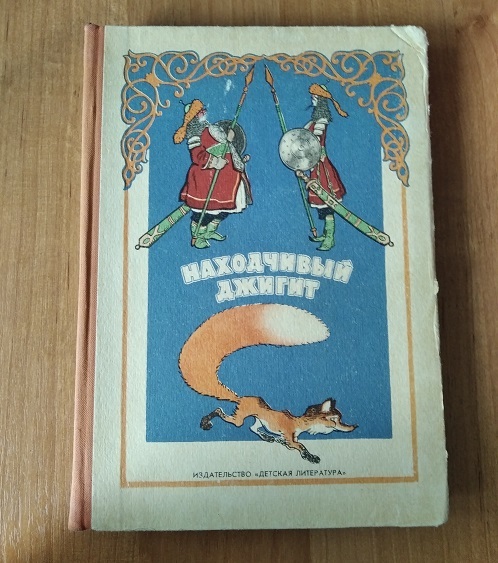 НАХОДЧИВЫЙ
ДЖИГИТ
ИЗДАТЕЛЬСТВО «ДЕТСКАЯ ЛИТЕРАТУРА»